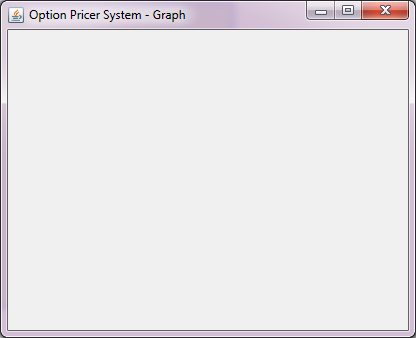 Option Pricer System - Graph